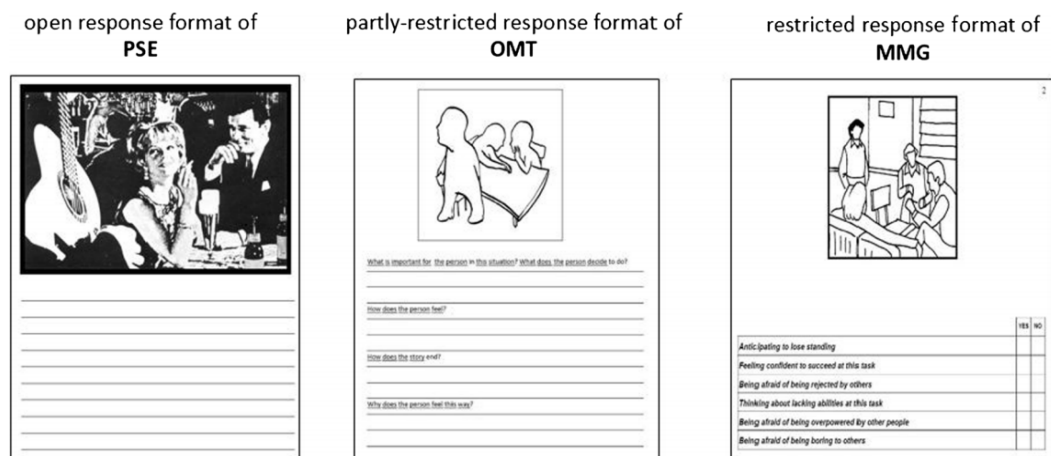 open response format of
PSE
partly-restricted response format of
OMT
What is important for the person in this situation? What does the person decide to do?
How does the person feel?
How does the story end?
Why does the person feel this way?
restricted response format of
MMG
2
YES NO
Anticipating to lose standing
Feeling confident to succeed at this task
Being afraid of being rejected by others
Thinking about lacking abilities at this task
Being afraid of being overpowered by other people
Being afraid of being boring to others